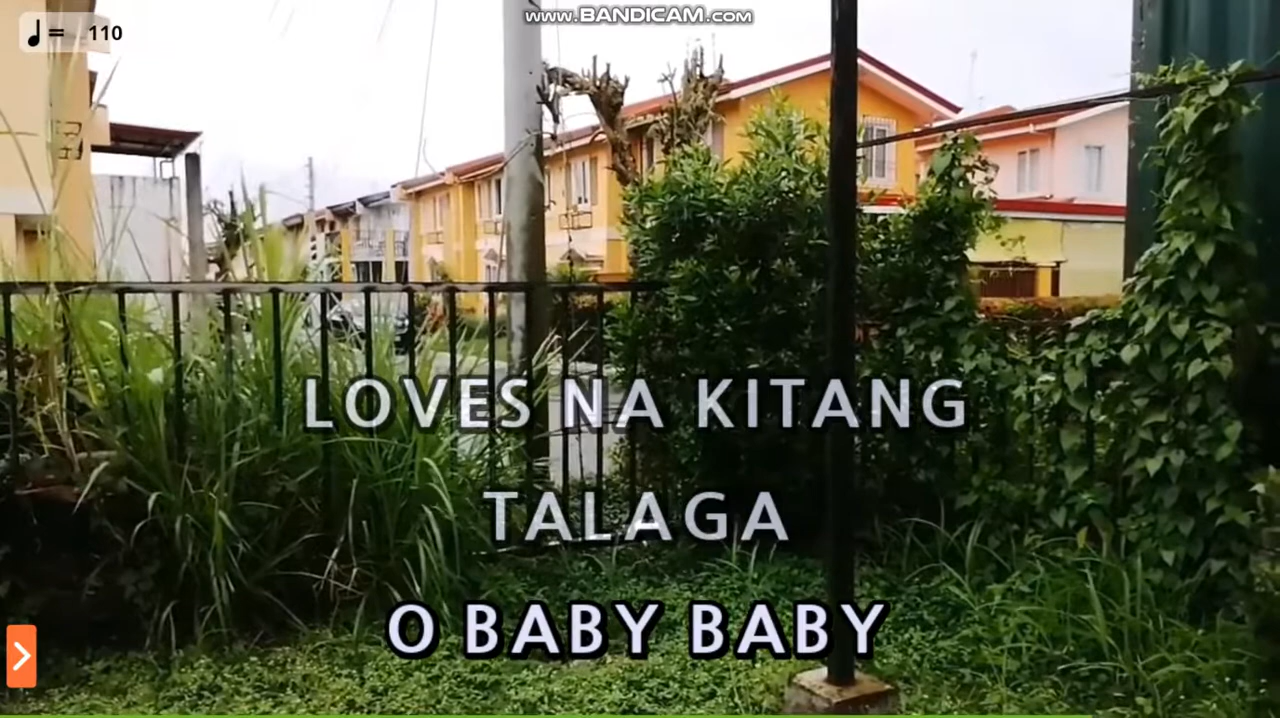 www.BANDICAM.com
♩= 110
LOVES NA KITANG
TALAGA
O BABY BABY